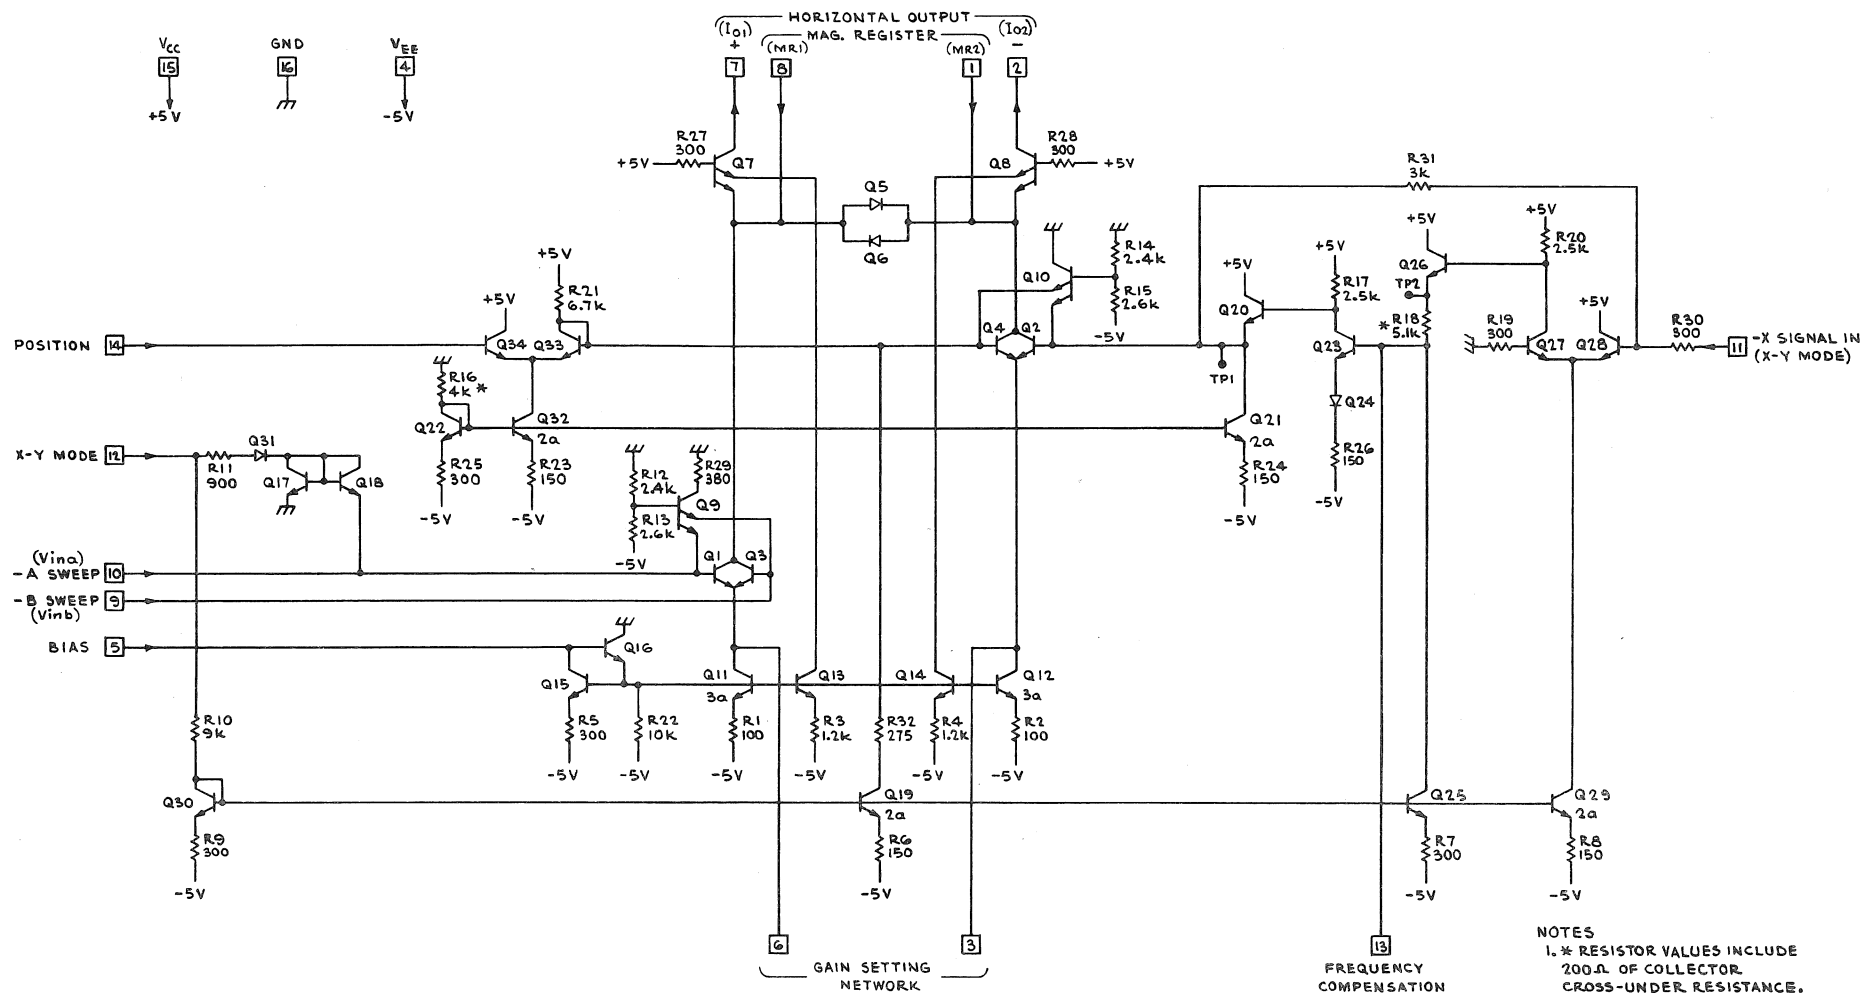 HORIZONTAL OUTPUT
(IO1) + MAG. REGISTER (IO2) -
(MR1) (MR2)
VCC GND VEE
15 16 4 7 8 1 2
+5V -5V
R27 300
+5V Q7
R28 300
Q8 +5V
R31 3K
Q5
Q6
+5V
R20 2.5K
+5V
Q26
TP2
* R18 5.1K
R14 2.4K
Q10
R15 2.6K
-5V
+5V
Q20
+5V
R17 2.5K
+5V
R21 6.7K
+5V
Q34 Q33
POSITION 14
Q4 Q2
TP1
Q23
R19 300
Q27
+5V
Q28
R30 300
11 -X SIGNAL IN
(X-Y MODE)
R16 4K *
Q22
Q32 2a
Q21 2a
Q24
R25 300
-5V
R23 150
-5V
R24 150
-5V
R26 150
-5V
X-Y MODE 12
R11 900
Q31
Q17 Q18
R12 2.4K
R29 380
Q9
R13 2.6K
-5V
(Vina)
-A SWEEP 10
Q1 Q3
-B SWEEP 9
(Vinb)
BIAS 5
Q16
Q15
Q11 3a
Q13
Q14
Q12 3a
R10 9K
R5 300
-5V
R22 10K
-5V
R1 100
-5V
R3 1.2K
-5V
R32 275
R4 1.2K
-5V
R2 100
-5V
Q30
Q19 2a
Q25
Q29 2a
R9 300
-5V
R6 150
-5V
R7 300
-5V
R8 150
-5V
6 3 13
GAIN SETTING
NETWORK
FREQUENCY
COMPENSATION
NOTES
1. * RESISTOR VALUES INCLUDE
200Ω OF COLLECTOR
CROSS-UNDER RESISTANCE.